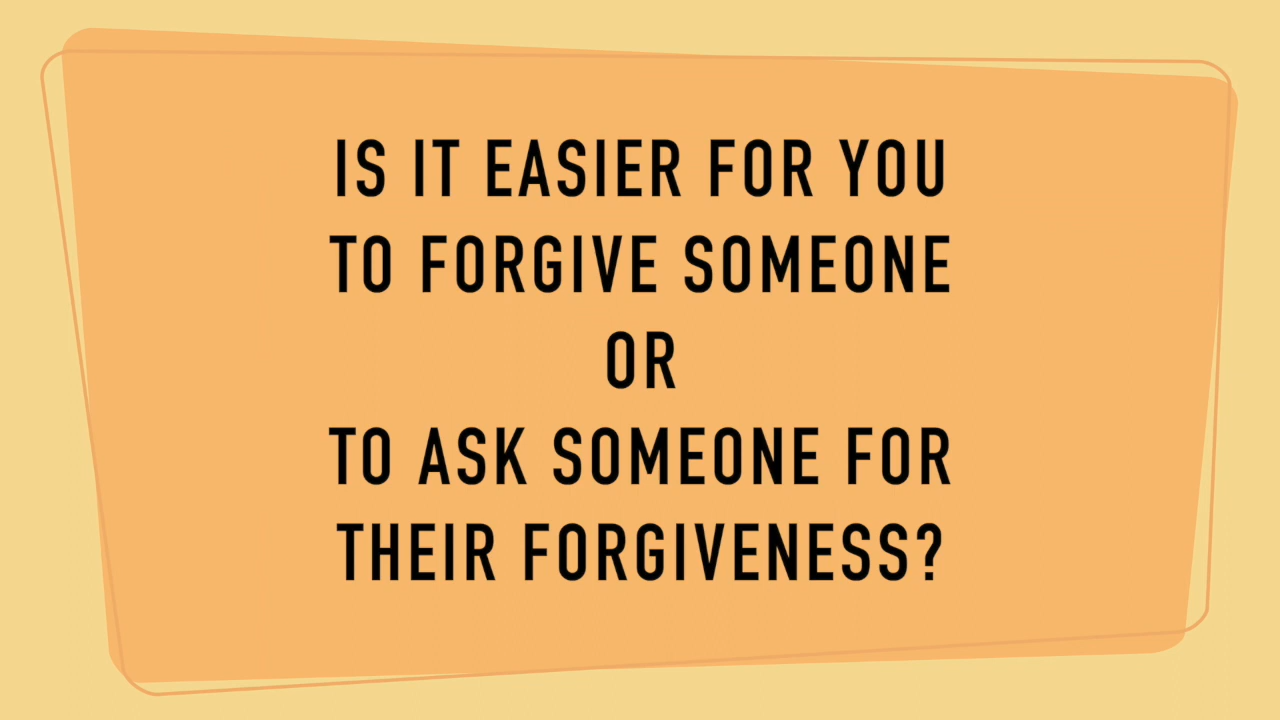 IS IT EASIER FOR YOU
TO FORGIVE SOMEONE
OR
TO ASK SOMEONE FOR
THEIR FORGIVENESS?